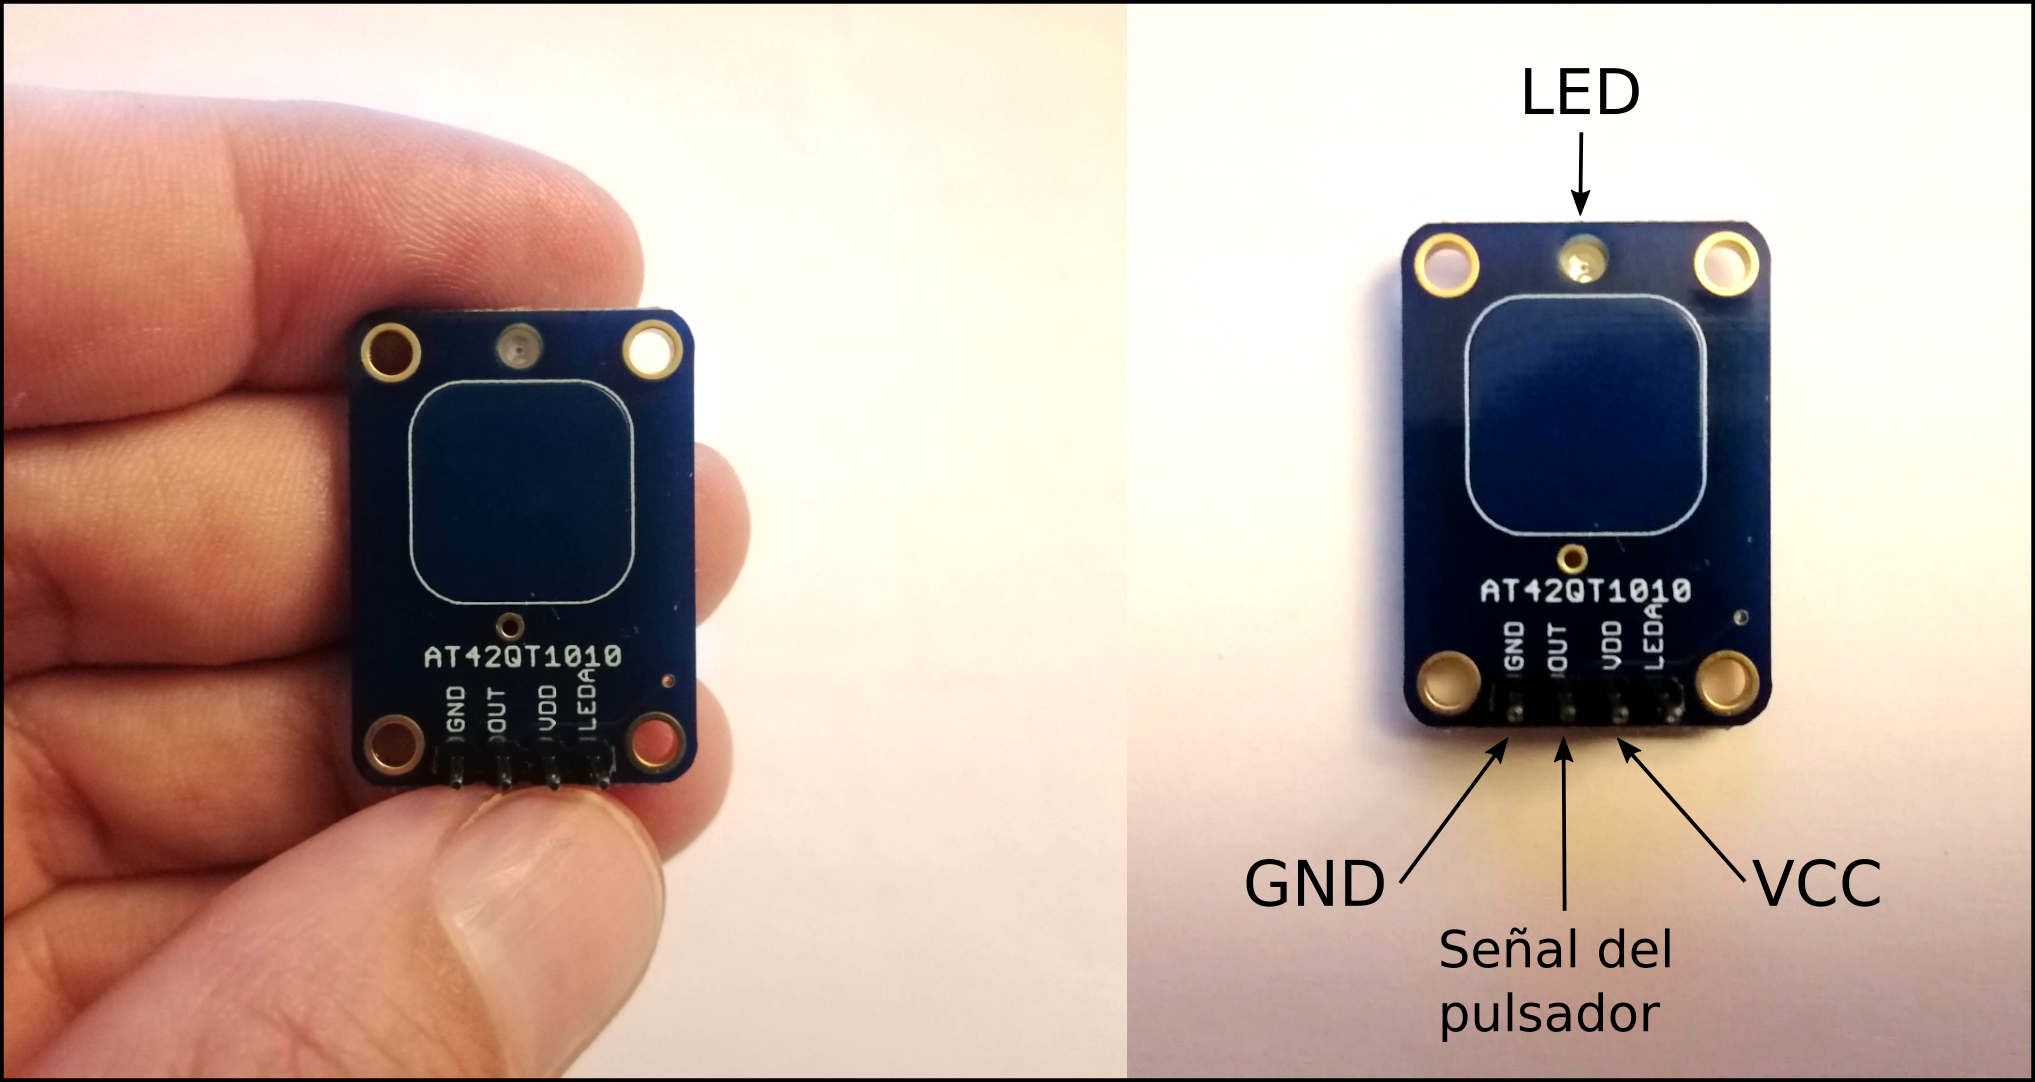 AT42QT1010
GND
OUT
VDD
LEDA
LED
AT42QT1010
GND
OUT
VDD
LEDA
GND
VCC
Señal del
pulsador